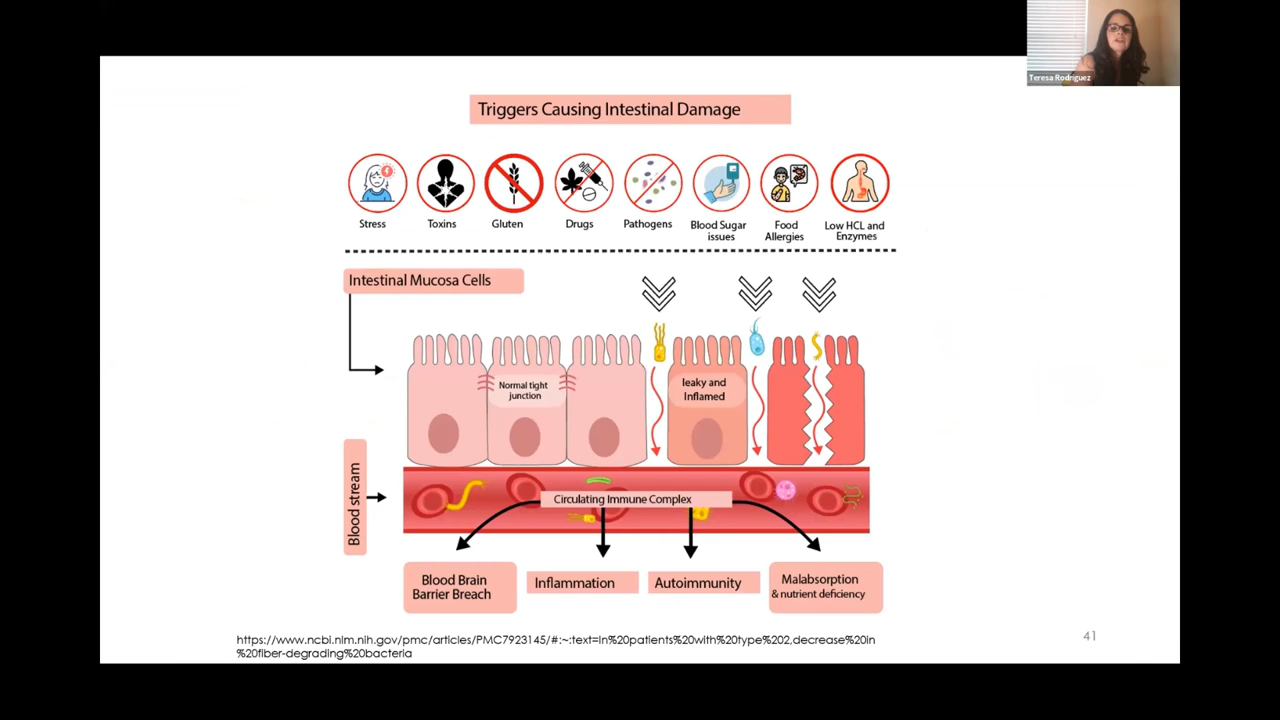 Teresa Rodriguez
Triggers Causing Intestinal Damage
Stress
Toxins
Gluten
Drugs
Pathogens
Blood Sugar
issues
Food
Allergies
Low HCL and
Enzymes
Intestinal Mucosa Cells
Normal tight
junction
leaky and
Inflamed
Blood stream
Circulating Immune Complex
Blood Brain
Barrier Breach
Inflammation
Autoimmunity
Malabsorption
& nutrient deficiency
https://www.ncbi.nlm.nih.gov/pmc/articles/PMC7923145/#:~:text=In%20patients%20with%20type%202,decrease%20in
%20fiber-degrading%20bacteria
41